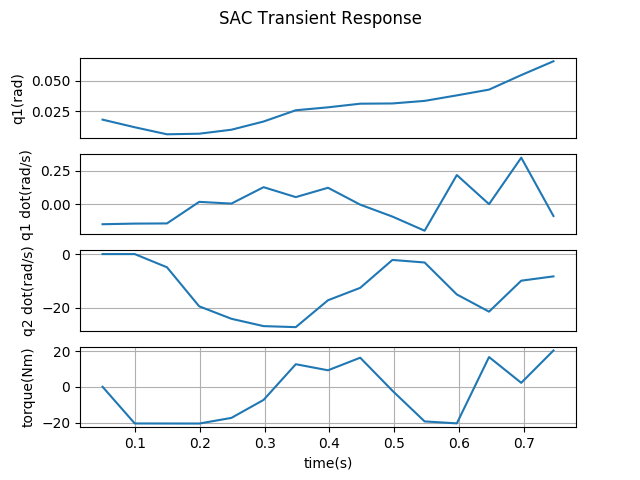 SAC Transient Response
q1(rad)
0.050
0.025
q1 dot(rad/s)
0.25
0.00
q2 dot(rad/s)
0
−20
torque(Nm)
20
0
−20
0.1 0.2 0.3 0.4 0.5 0.6 0.7
time(s)